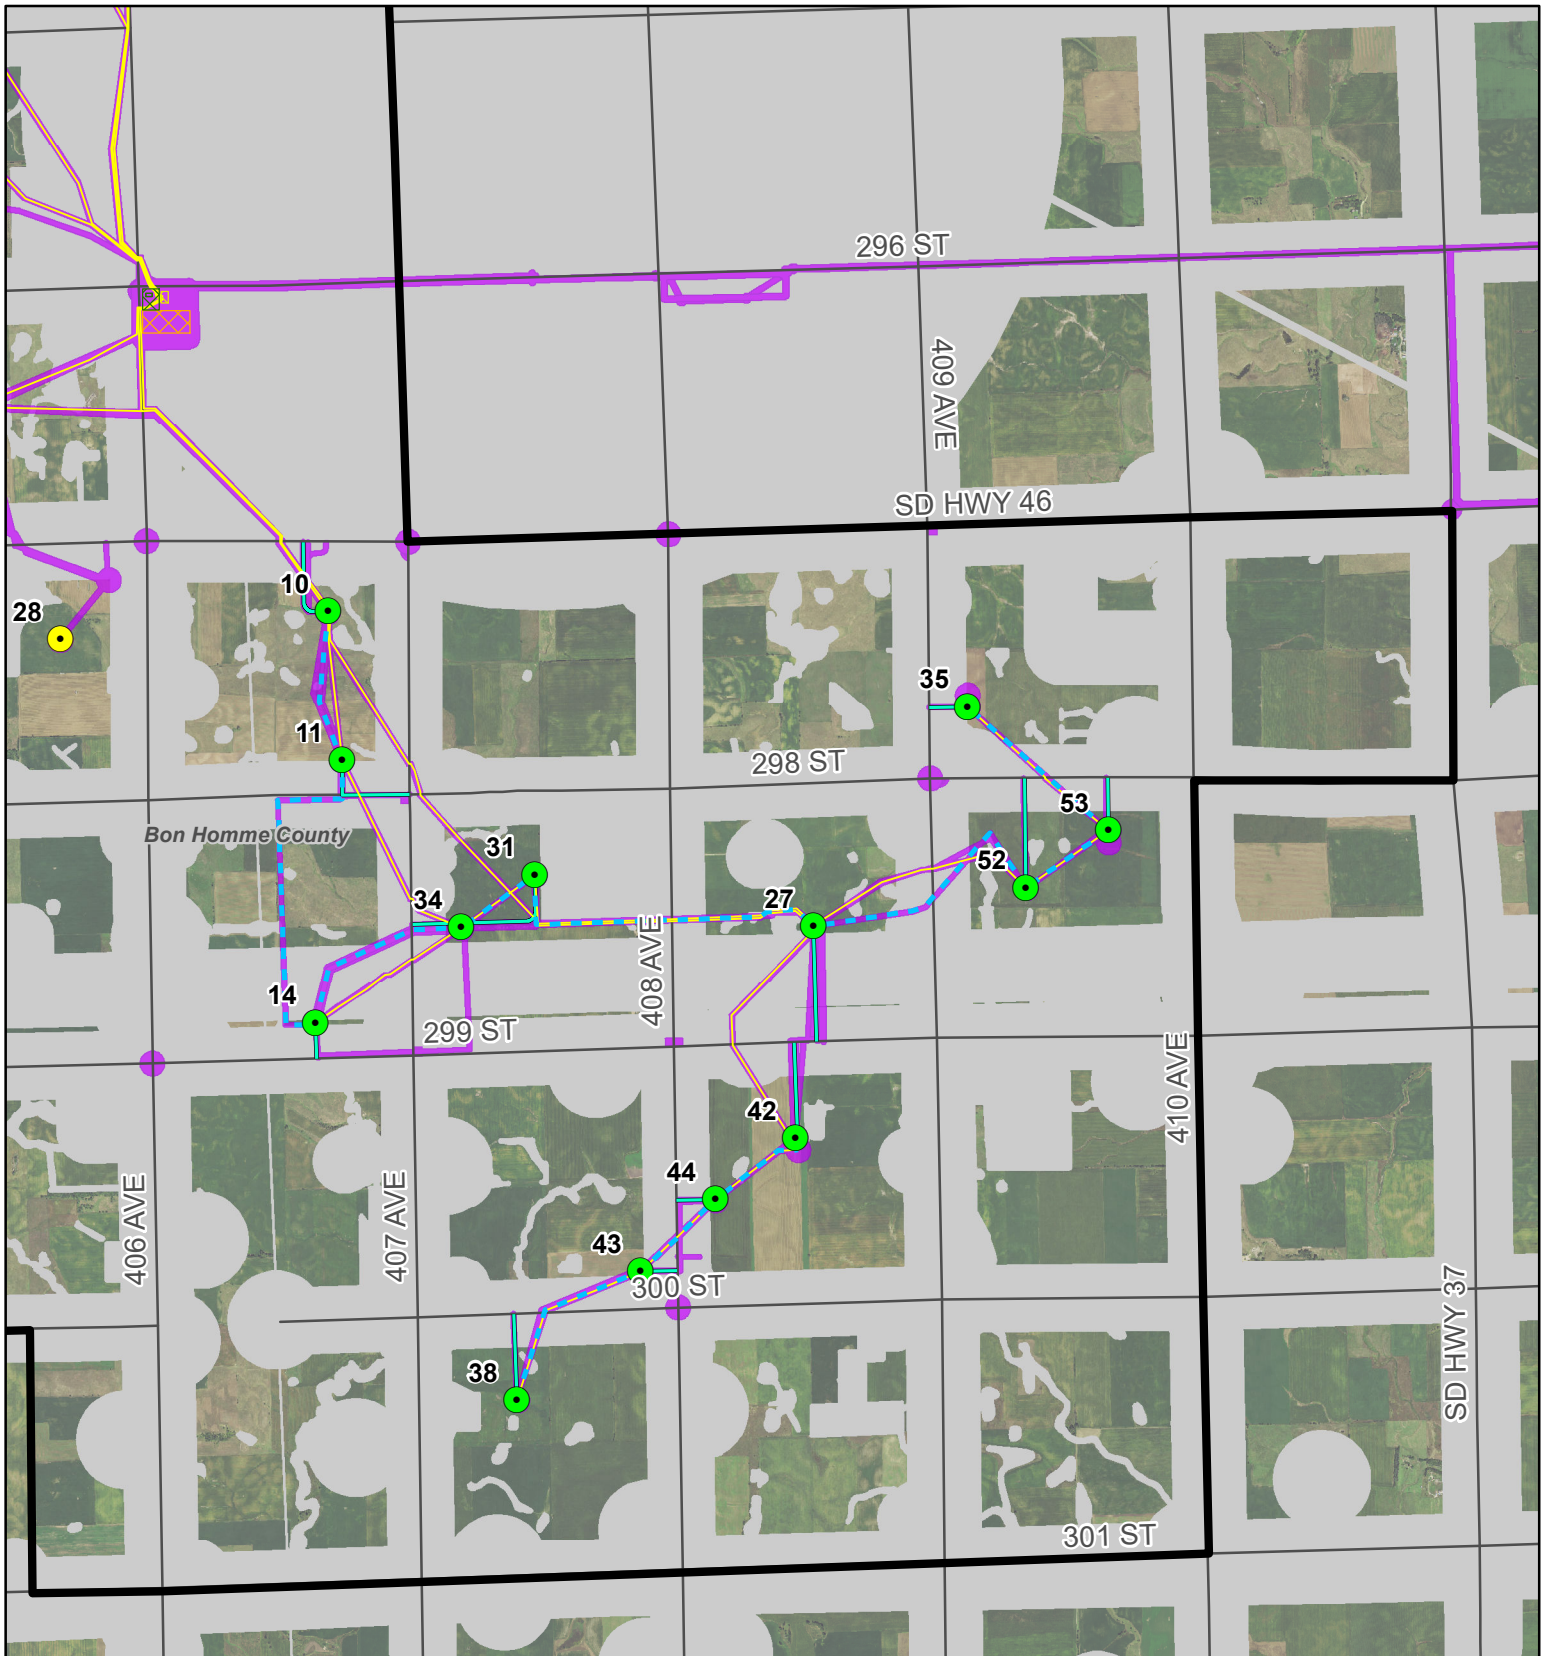 296 ST
409 AVE
SD HWY 46
10
28
35
11
298 ST
53
Bon Homme County
31
52
34
27
408 AVE
14
299 ST
410 AVE
42
44
406 AVE
407 AVE
43
300 ST
SD HWY 37
38
301 ST